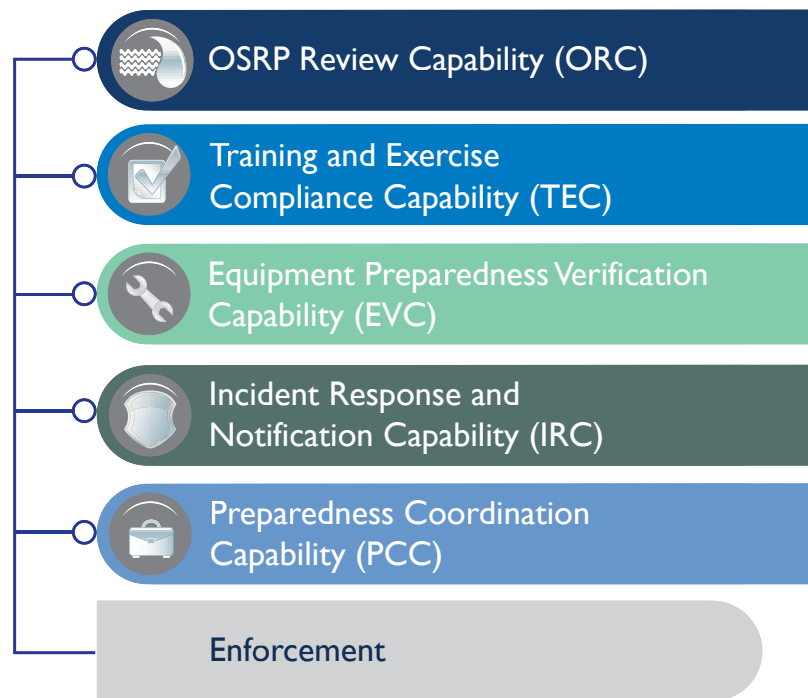 OSRP Review Capability (ORC)
Training and Exercise
Compliance Capability (TEC)
Equipment Preparedness Verification
Capability (EVC)
Incident Response and
Notification Capability (IRC)
Preparedness Coordination
Capability (PCC)
Enforcement